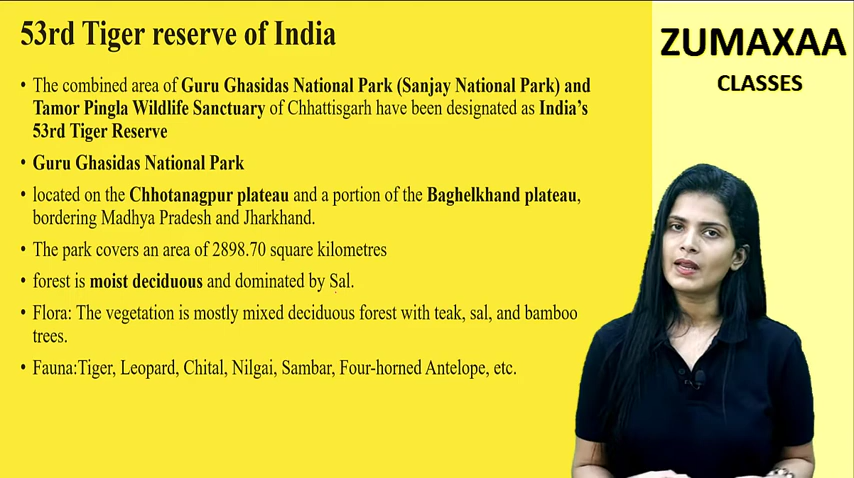 53rd Tiger reserve of India
ZUMAXAA
CLASSES
• The combined area of Guru Ghasidas National Park (Sanjay National Park) and
Tamor Pingla Wildlife Sanctuary of Chhattisgarh have been designated as India's
53rd Tiger Reserve
• Guru Ghasidas National Park
• located on the Chhotanagpur plateau and a portion of the Baghelkhand plateau,
bordering Madhya Pradesh and Jharkhand.
• The park covers an area of 2898.70 square kilometres
• forest is moist deciduous and dominated by Sal.
• Flora: The vegetation is mostly mixed deciduous forest with teak, sal, and bamboo
trees.
• Fauna:Tiger, Leopard, Chital, Nilgai, Sambar, Four-horned Antelope, etc.